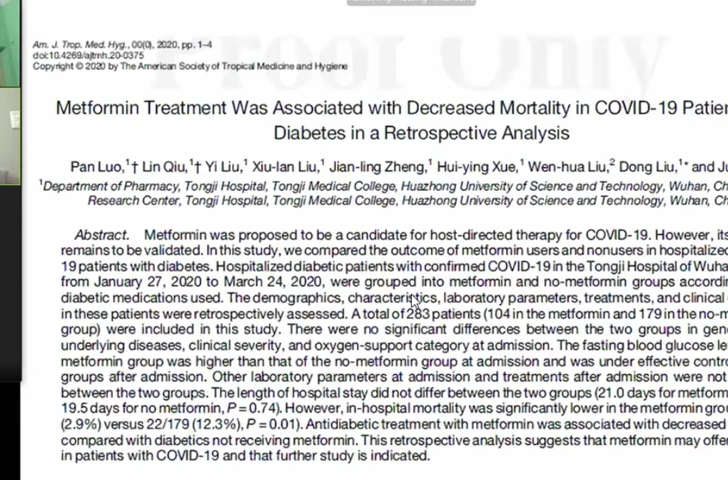 Am. J. Trop. Med. Hyg., 00(0), 2020, pp. 1–4
doi:10.4269/ajtmh.20-0375
Copyright © 2020 by The American Society of Tropical Medicine and Hygiene
Proof Only
Metformin Treatment Was Associated with Decreased Mortality in COVID-19 Patien
Diabetes in a Retrospective Analysis
Pan Luo,¹† Lin Qiu,¹† Yi Liu,¹ Xiu-lan Liu,¹ Jian-ling Zheng,¹ Hui-ying Xue,¹ Wen-hua Liu,² Dong Liu,¹* and Ju
¹Department of Pharmacy, Tongji Hospital, Tongji Medical College, Huazhong University of Science and Technology, Wuhan, Ch
Research Center, Tongji Hospital, Tongji Medical College, Huazhong University of Science and Technology, Wuhan, Ch
Abstract. Metformin was proposed to be a candidate for host-directed therapy for COVID-19. However, its
remains to be validated. In this study, we compared the outcome of metformin users and nonusers in hospitalized
19 patients with diabetes. Hospitalized diabetic patients with confirmed COVID-19 in the Tongji Hospital of Wuha
from January 27, 2020 to March 24, 2020, were grouped into metformin and no-metformin groups accordin
diabetic medications used. The demographics, characteristics, laboratory parameters, treatments, and clinical
in these patients were retrospectively assessed. A total of 283 patients (104 in the metformin and 179 in the no-m
group) were included in this study. There were no significant differences between the two groups in gen
underlying diseases, clinical severity, and oxygen-support category at admission. The fasting blood glucose le
metformin group was higher than that of the no-metformin group at admission and was under effective contro
groups after admission. Other laboratory parameters at admission and treatments after admission were not
between the two groups. The length of hospital stay did not differ between the two groups (21.0 days for metform
19.5 days for no metformin, P = 0.74). However, in-hospital mortality was significantly lower in the metformin grou
(2.9%) versus 22/179 (12.3%), P = 0.01). Antidiabetic treatment with metformin was associated with decreased
compared with diabetics not receiving metformin. This retrospective analysis suggests that metformin may offer
in patients with COVID-19 and that further study is indicated.